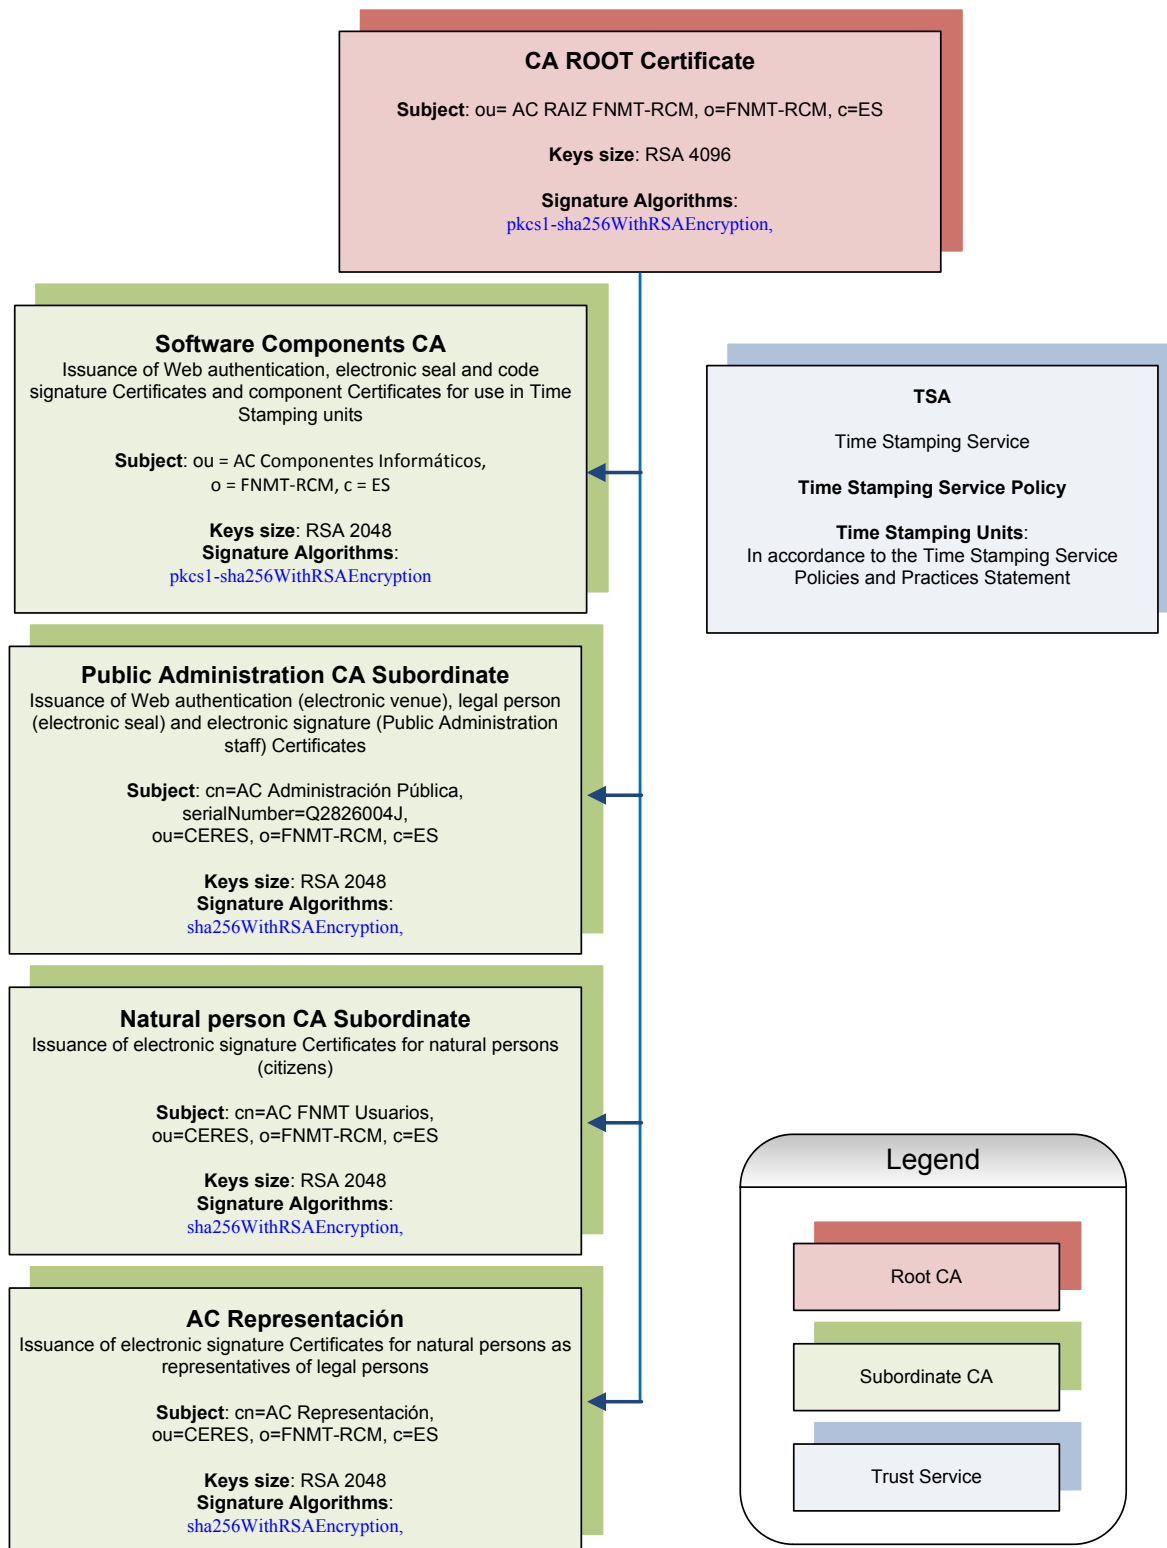 CA ROOT Certificate
Subject: ou= AC RAIZ FNMT-RCM, o=FNMT-RCM, c=ES
Keys size: RSA 4096
Signature Algorithms:
pkcs1-sha256WithRSAEncryption,
Software Components CA
Issuance of Web authentication, electronic seal and code
signature Certificates and component Certificates for use in Time
Stamping units
Subject: ou = AC Componentes Informáticos,
o = FNMT-RCM, c = ES
Keys size: RSA 2048
Signature Algorithms:
pkcs1-sha256WithRSAEncryption
TSA
Time Stamping Service
Time Stamping Service Policy
Time Stamping Units:
In accordance to the Time Stamping Service
Policies and Practices Statement
Public Administration CA Subordinate
Issuance of Web authentication (electronic venue), legal person
(electronic seal) and electronic signature (Public Administration
staff) Certificates
Subject: cn=AC Administración Pública,
serialNumber=Q2826004J,
ou=CERES, o=FNMT-RCM, c=ES
Keys size: RSA 2048
Signature Algorithms:
sha256WithRSAEncryption,
Natural person CA Subordinate
Issuance of electronic signature Certificates for natural persons
(citizens)
Subject: cn=AC FNMT Usuarios,
ou=CERES, o=FNMT-RCM, c=ES
Keys size: RSA 2048
Signature Algorithms:
sha256WithRSAEncryption,
AC Representación
Issuance of electronic signature Certificates for natural persons as
representatives of legal persons
Subject: cn=AC Representación,
ou=CERES, o=FNMT-RCM, c=ES
Keys size: RSA 2048
Signature Algorithms:
sha256WithRSAEncryption,
Legend
Root CA
Subordinate CA
Trust Service